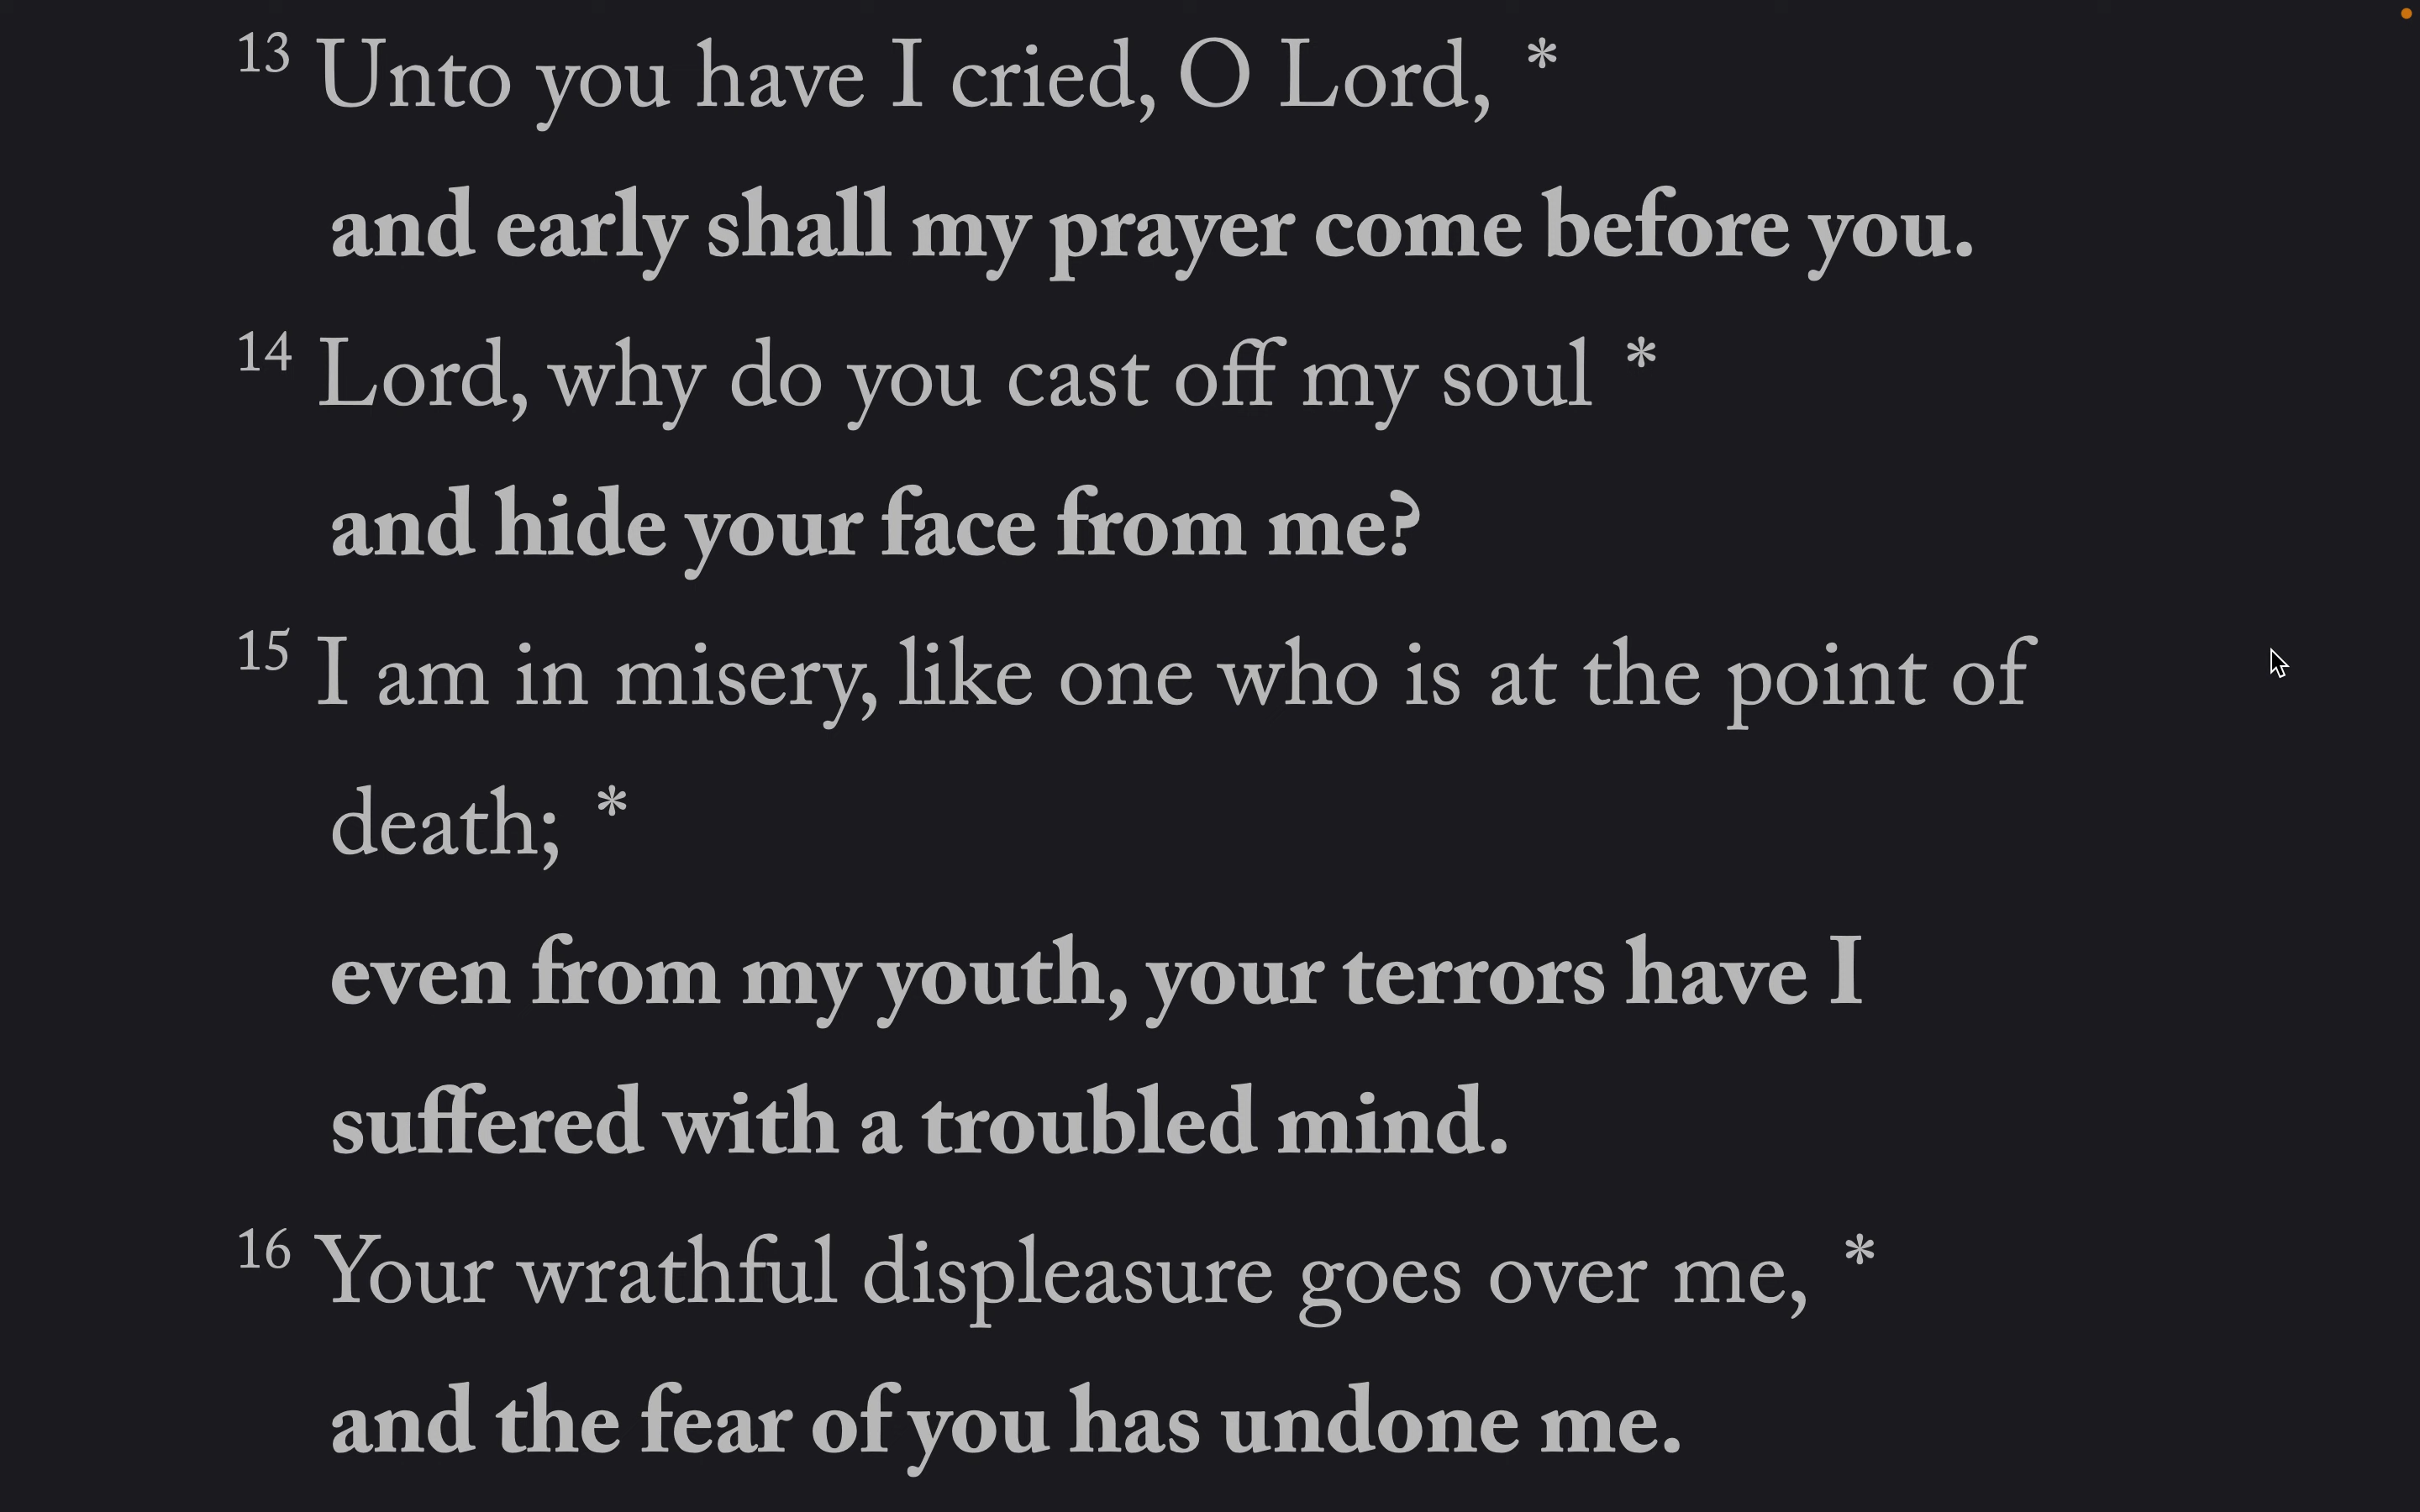 13 Unto you have I cried, O Lord, *
and early shall my prayer come before you.
14 Lord, why do you cast off my soul *
and hide your face from me?
15 I am in misery, like one who is at the point of
death; *
even from my youth, your terrors have I
suffered with a troubled mind.
16 Your wrathful displeasure goes over me, *
and the fear of you has undone me.